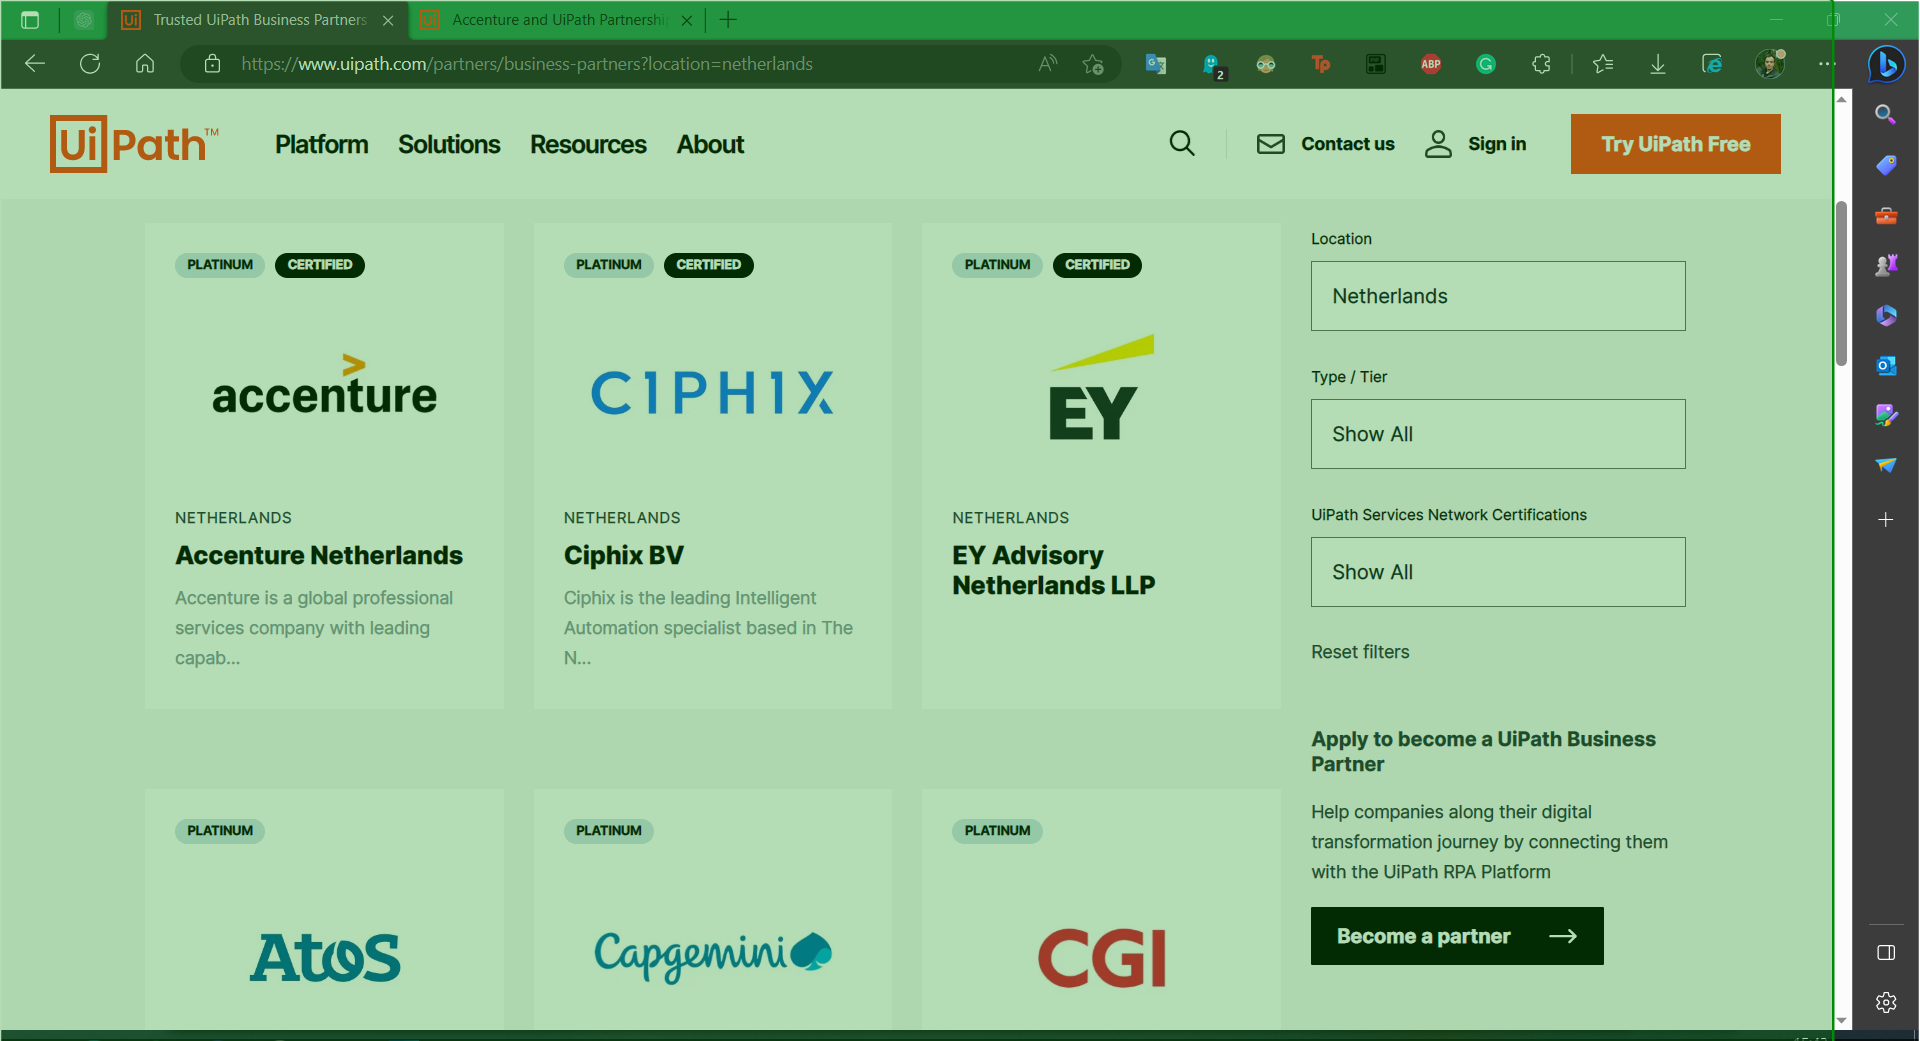 Trusted UiPath Business Partners
Accenture and UiPath Partnership
https://www.uipath.com/partners/business-partners?location=netherlands
2
Tp
ABP
UiPath™
Platform
Solutions
Resources
About
Contact us
Sign in
Try UiPath Free
PLATINUM
CERTIFIED
accenture
NETHERLANDS
Accenture Netherlands
Accenture is a global professional
services company with leading
capab...
PLATINUM
CERTIFIED
C1PH1X
NETHERLANDS
Ciphix BV
Ciphix is the leading Intelligent
Automation specialist based in The
N...
PLATINUM
CERTIFIED
EY
NETHERLANDS
EY Advisory
Netherlands LLP
Location
Netherlands
Type / Tier
Show All
UiPath Services Network Certifications
Show All
Reset filters
Apply to become a UiPath Business
Partner
Help companies along their digital
transformation journey by connecting them
with the UiPath RPA Platform
Become a partner
PLATINUM
Atos
PLATINUM
Capgemini
PLATINUM
CGI